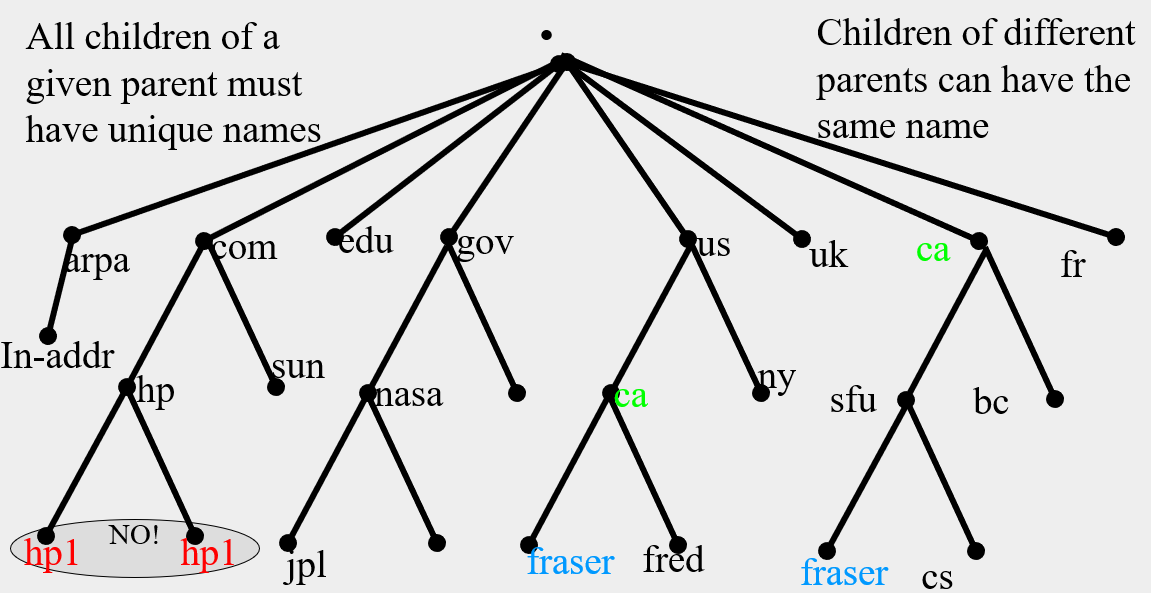 All children of a
given parent must
have unique names
.
Children of different
parents can have the
same name
arpa
com
edu
gov
us
uk
ca
fr
In-addr
hp
sun
nasa
ca
ny
sfu
bc
hp1
NO!
hp1
jpl
fraser
fred
fraser
cs